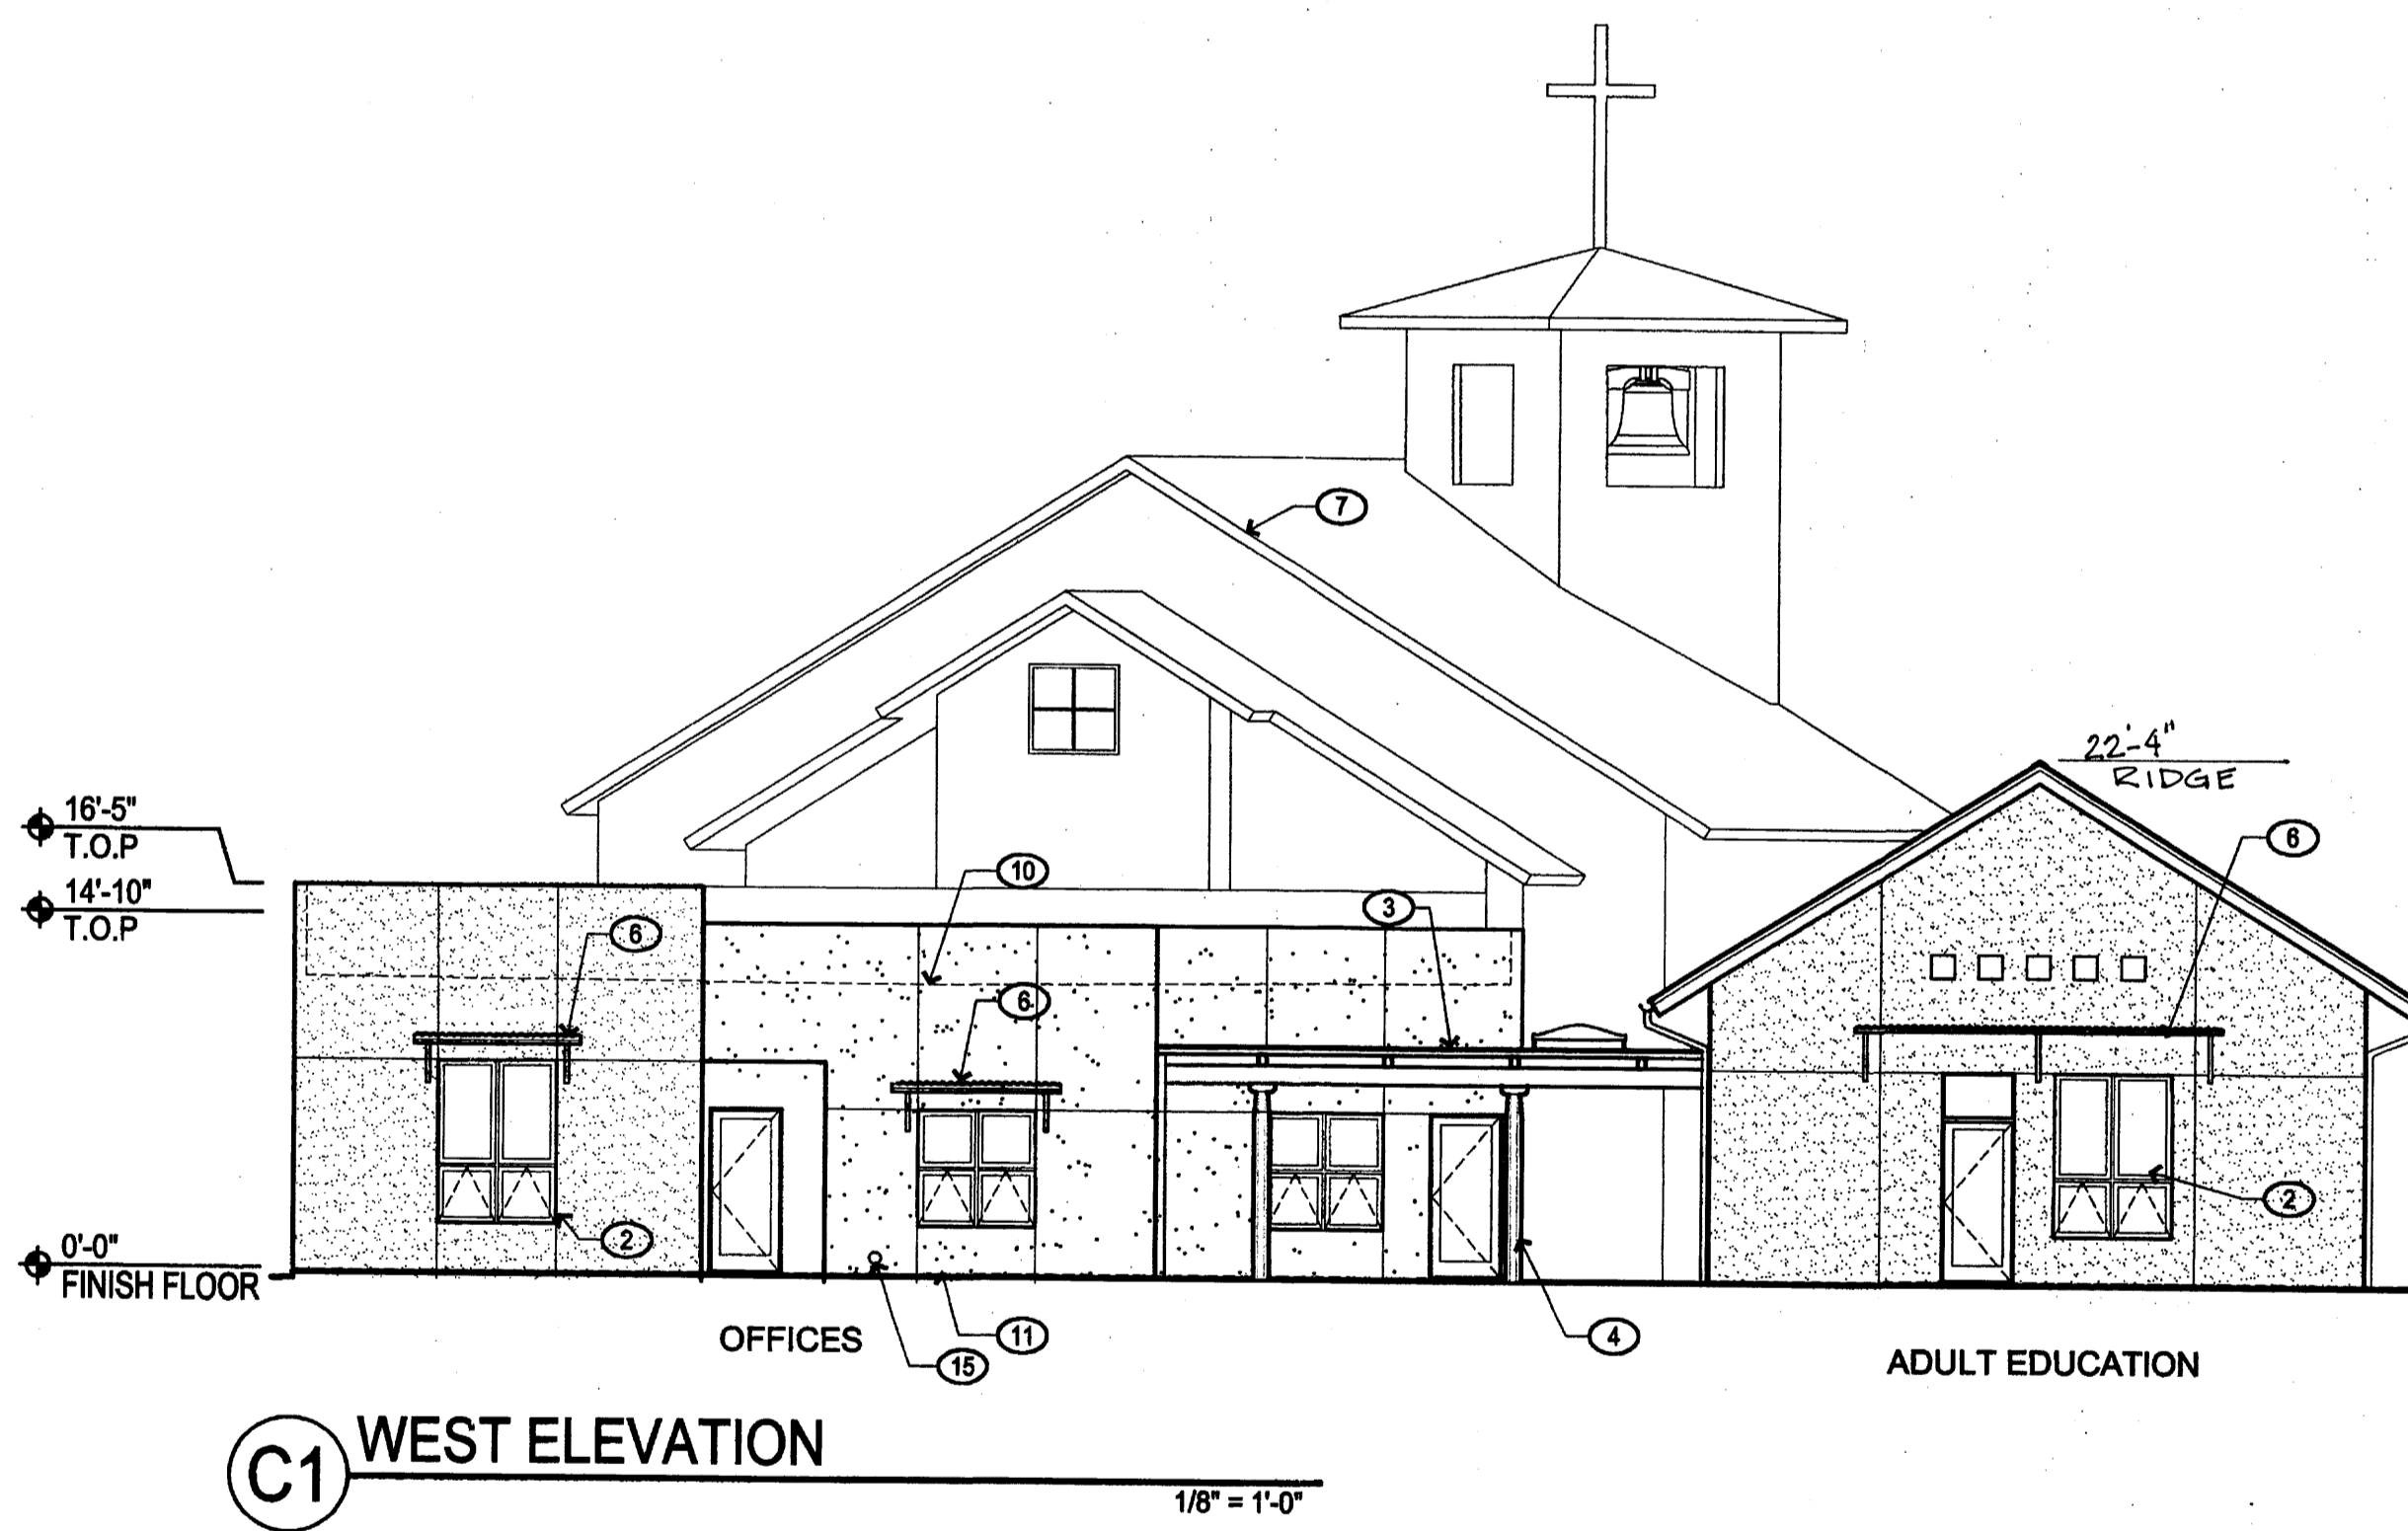 7
22'-4"
RIDGE
16'-5"
T.O.P
6
10
3
14'-10"
T.O.P
6
6
2
2
0'-0"
FINISH FLOOR
OFFICES
11
4
15
ADULT EDUCATION
C1
WEST ELEVATION
1/8" = 1'-0"